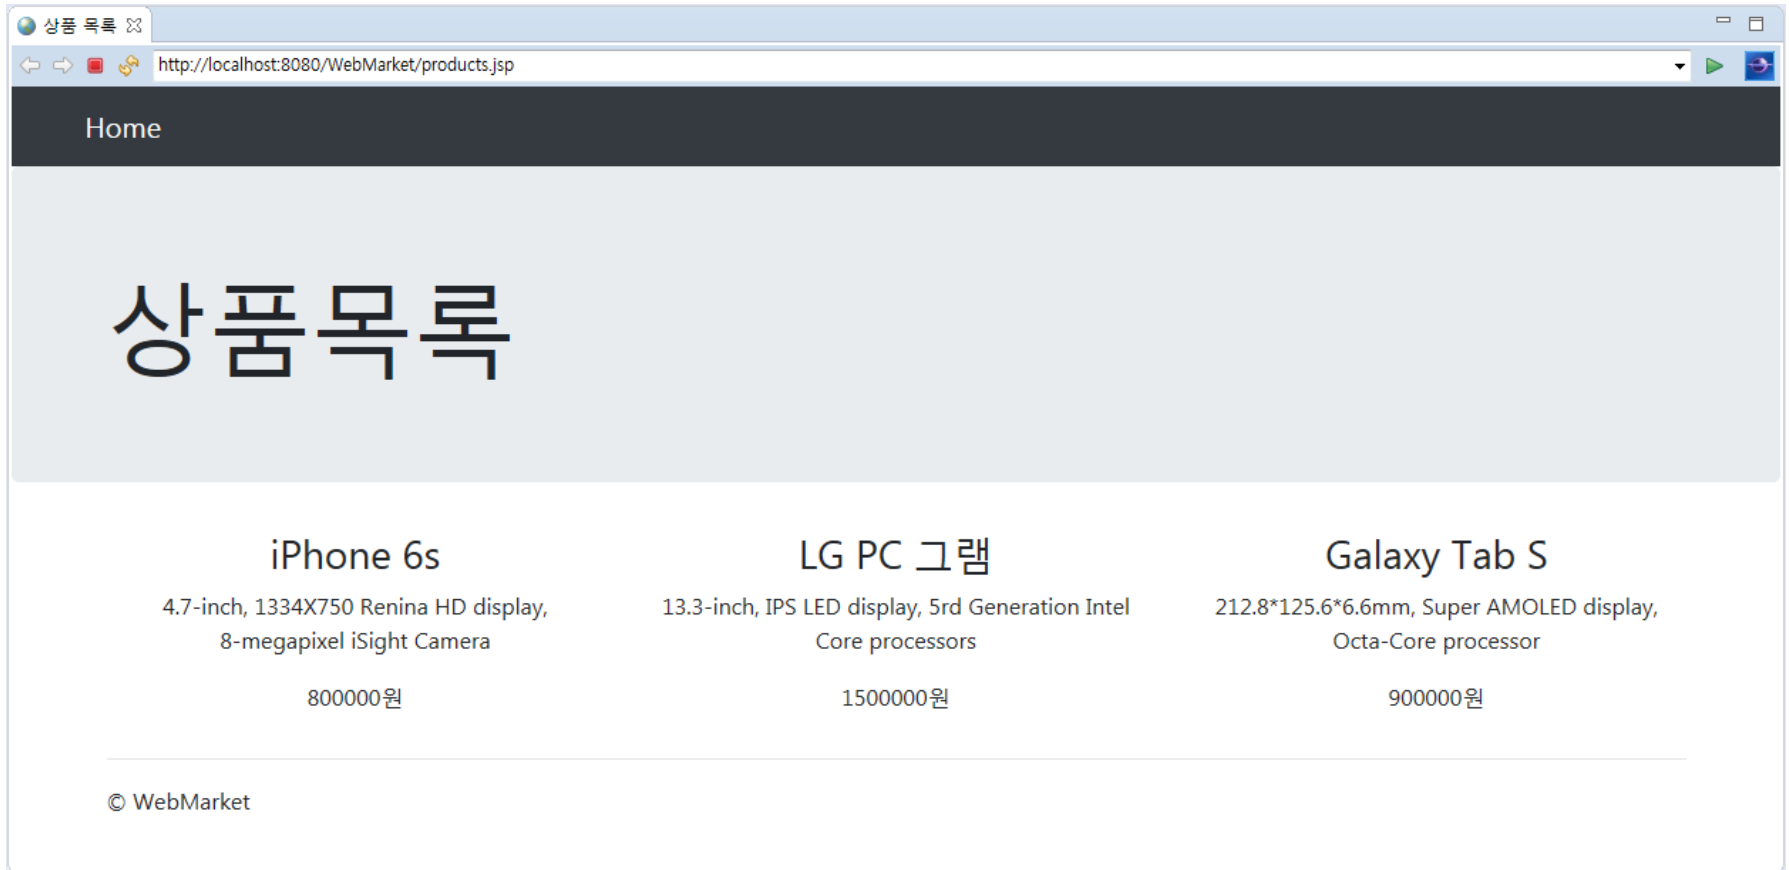 상품 목록
http://localhost:8080/WebMarket/products.jsp
Home
상품목록
iPhone 6s
4.7-inch, 1334X750 Renina HD display,
8-megapixel iSight Camera
800000원
LG PC 그램
13.3-inch, IPS LED display, 5rd Generation Intel
Core processors
1500000원
Galaxy Tab S
212.8*125.6*6.6mm, Super AMOLED display,
Octa-Core processor
900000원
© WebMarket